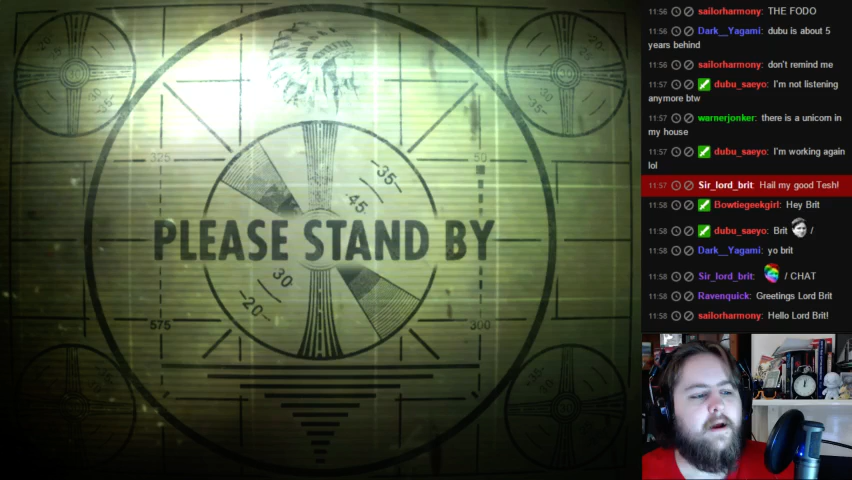 -35-
45
PLEASE STAND BY
30
-20-
325
50
575
300
11:56 sailorharmony: THE FODO
11:56 Dark__Yagami: dubu is about 5
years behind
11:56 sailorharmony: don't remind me
11:57 dubu_saeyo: I'm not listening
anymore btw
11:57 warnerjonker: there is a unicorn in
my house
11:57 dubu_saeyo: I'm working again
lol
11:57 Sir_lord_brit: Hail my good Tesh!
11:58 Bowtiegeekgirl: Hey Brit
11:58 dubu_saeyo: Brit /
11:58 Dark__Yagami: yo brit
11:58 Sir_lord_brit: / CHAT
11:58 Ravenquick: Greetings Lord Brit
11:58 sailorharmony: Hello Lord Brit!